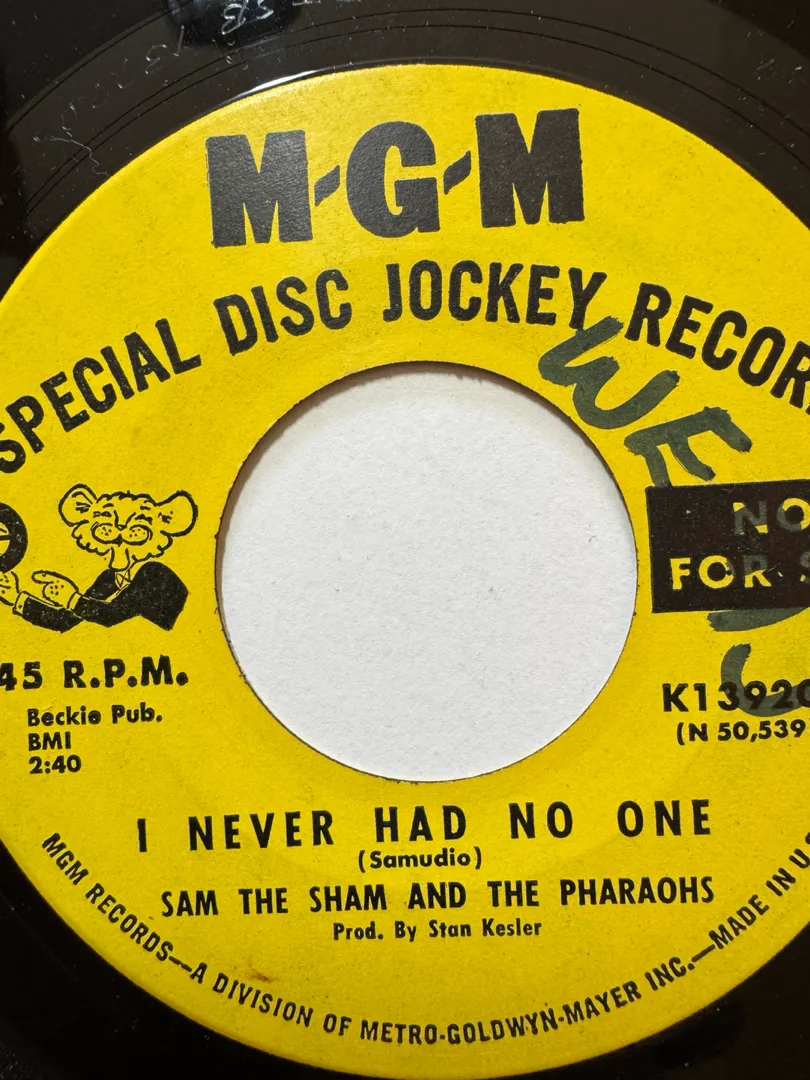 M-G-M
SPECIAL DISC JOCKEY RECOR
WE
NO
FOR S
45 R.P.M.
Beckie Pub.
BMI
2:40
K13920
(N 50,539
I NEVER HAD NO ONE
(Samudio)
SAM THE SHAM AND THE PHARAOHS
Prod. By Stan Kesler
MGM RECORDS—A DIVISION OF METRO-GOLDWYN-MAYER INC.—MADE IN U.